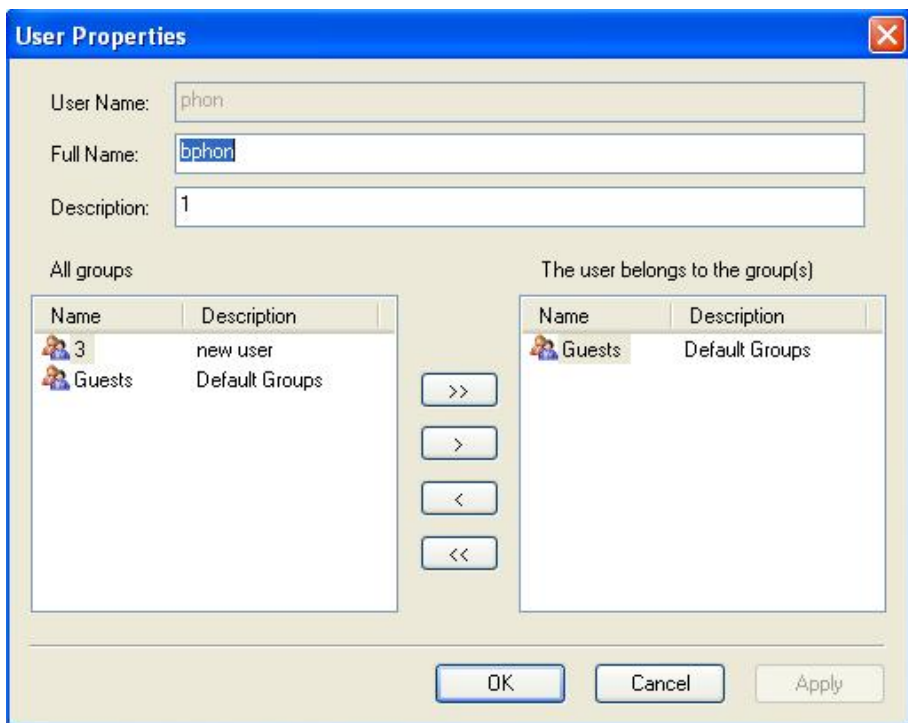 User Properties
User Name: phon
Full Name: bphon
Description: 1
All groups
Name Description
3 new user
Guests Default Groups
>>
>
<
<<
The user belongs to the group(s)
Name Description
Guests Default Groups
OK Cancel Apply